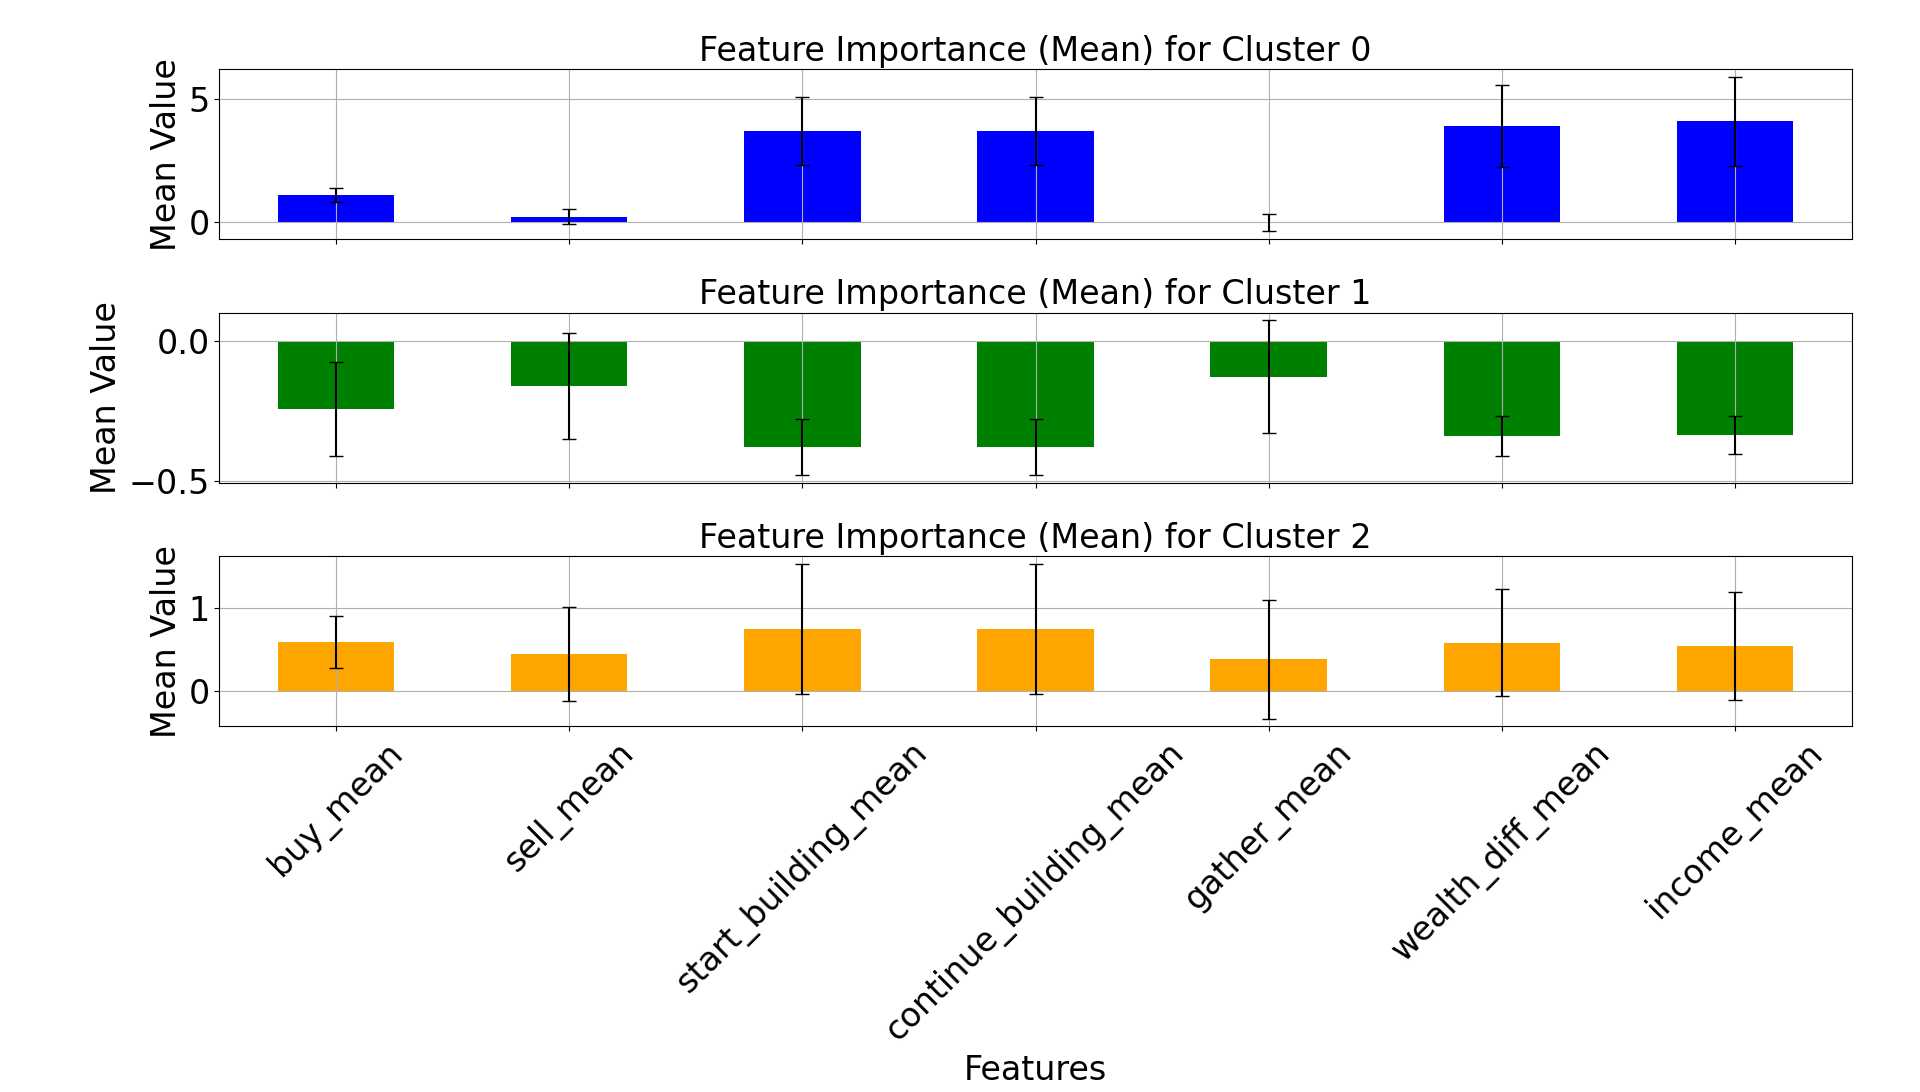 Feature Importance (Mean) for Cluster 0
Mean Value
5
0
Feature Importance (Mean) for Cluster 1
Mean Value
0.0
−0.5
Feature Importance (Mean) for Cluster 2
Mean Value
1
0
buy_mean
sell_mean
start_building_mean
continue_building_mean
gather_mean
wealth_diff_mean
income_mean
Features